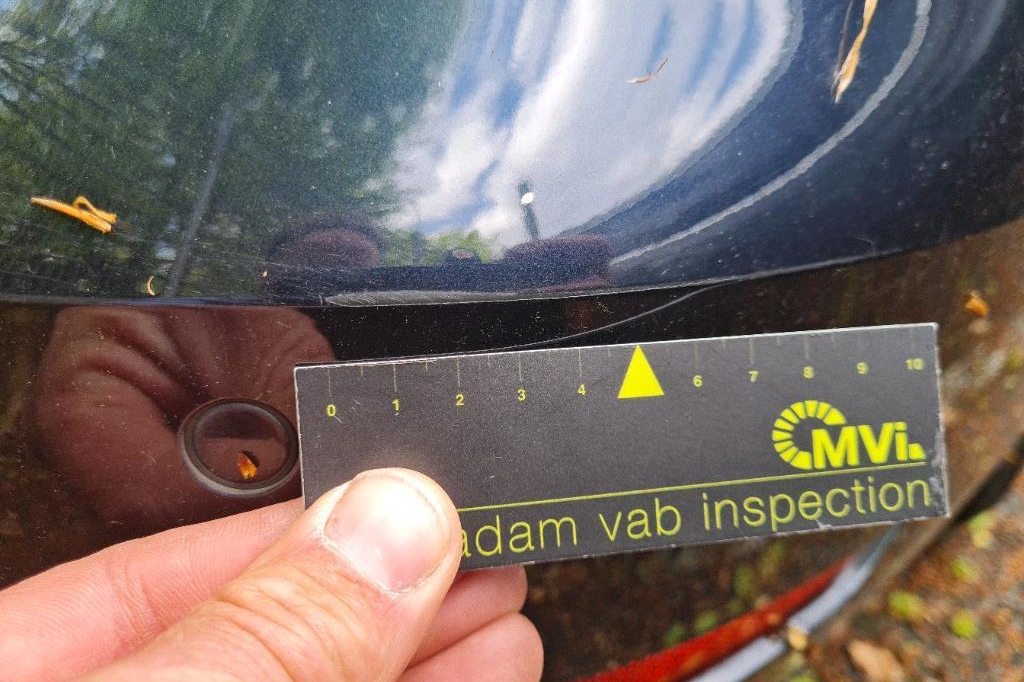 0 1 2 3 4 6 7 8 9 10
MVi
adam vab inspection